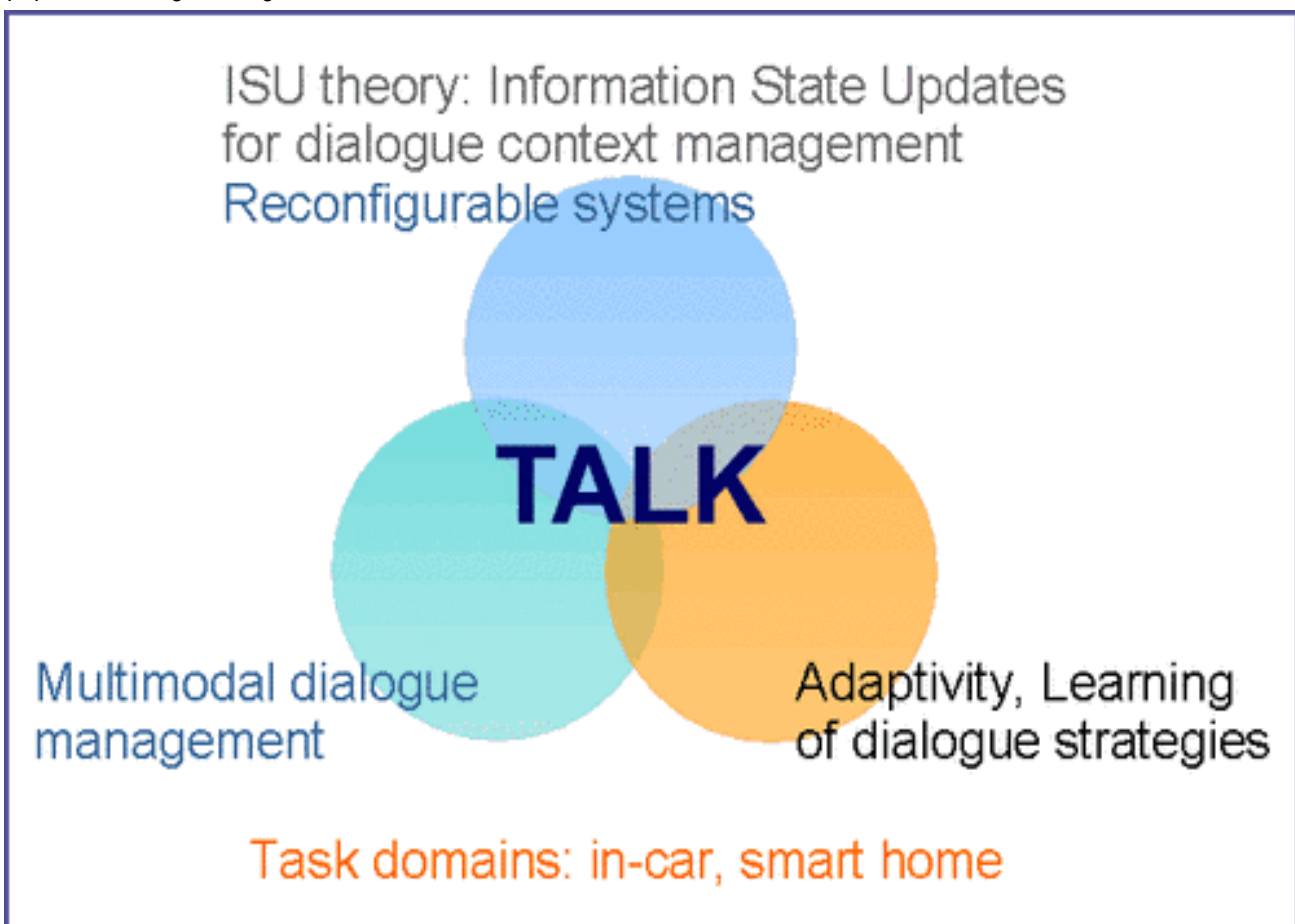 ISU theory: Information State Updates
for dialogue context management
Reconfigurable systems
TALK
Multimodal dialogue
management
Adaptivity, Learning
of dialogue strategies
Task domains: in-car, smart home